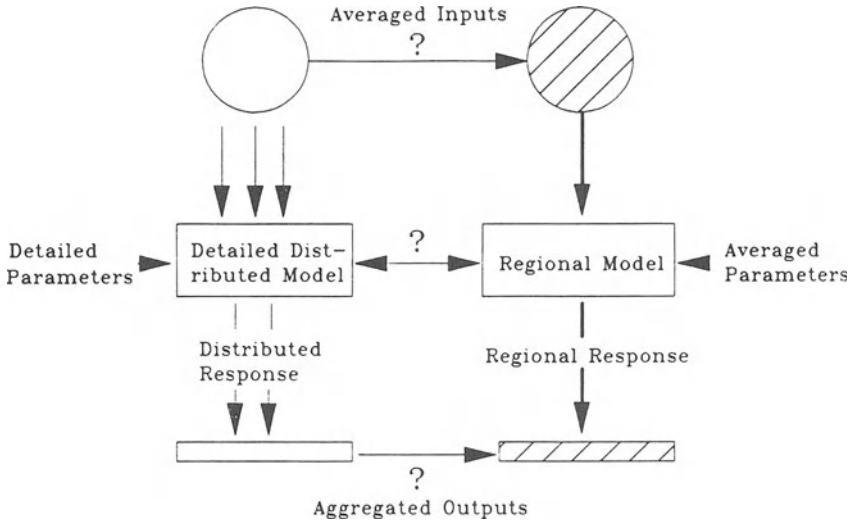 Averaged Inputs
?
Detailed
Parameters
Detailed Dist-
ributed Model
?
Regional Model
Averaged
Parameters
Distributed
Response
Regional Response
?
Aggregated Outputs